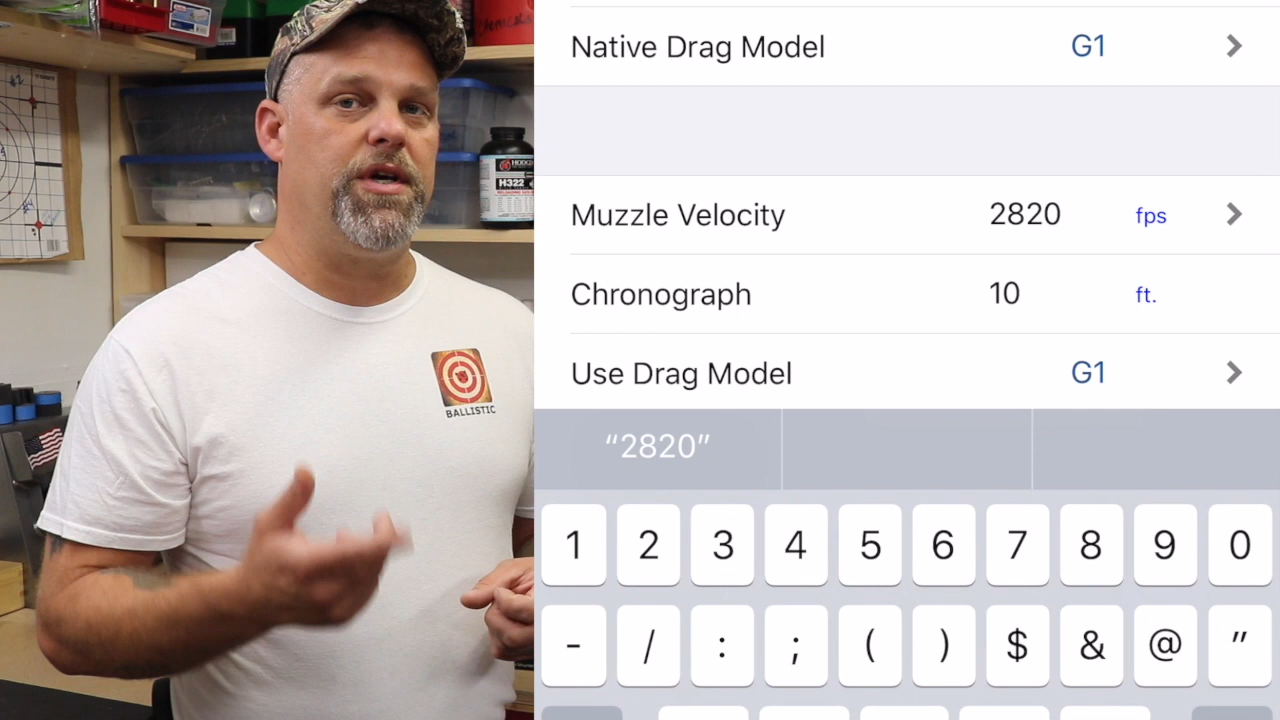 Native Drag Model G1
Muzzle Velocity 2820 fps
Chronograph 10 ft.
Use Drag Model G1
“2820”
1 2 3 4 5 6 7 8 9 0
- / : ; ( ) $ & @ ”
BALLISTIC
H322